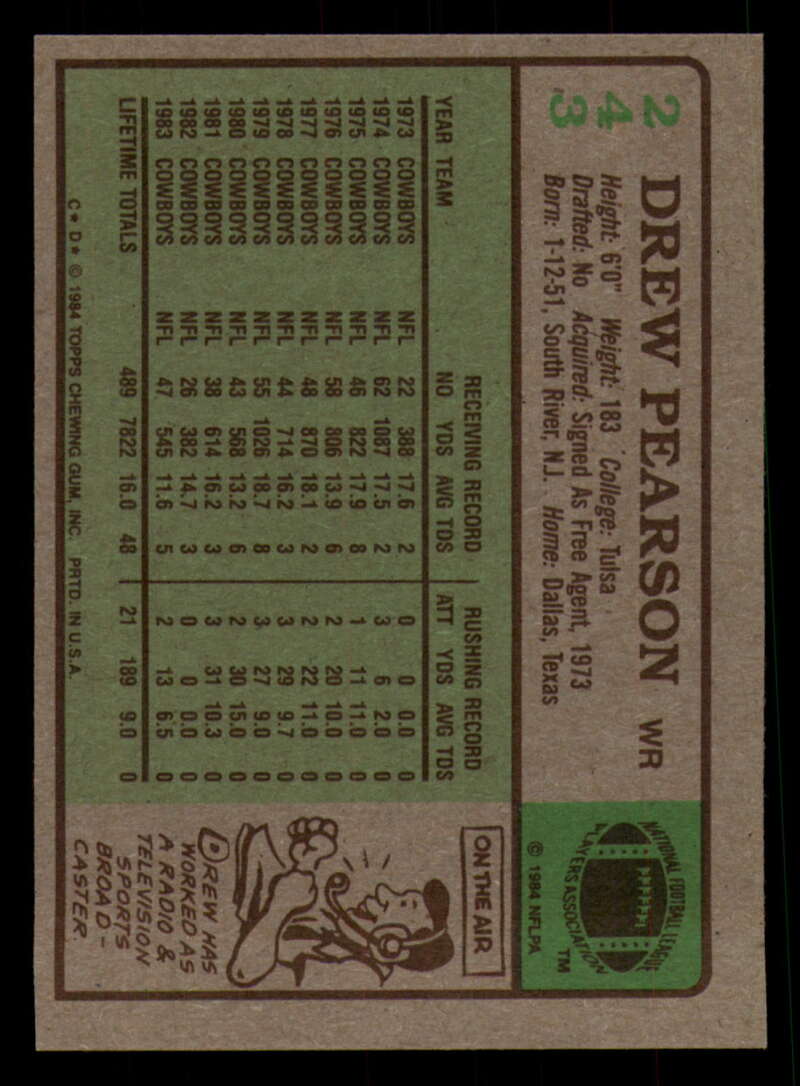 243
DREW PEARSON WR
Height: 6'0" Weight: 183 College: Tulsa
Drafted: No Acquired: Signed As Free Agent, 1973
Born: 1-12-51, South River, N.J. Home: Dallas, Texas
NATIONAL FOOTBALL LEAGUE
PLAYERS ASSOCIATION
TM
© 1984 NFLPA
RECEIVING RECORD RUSHING RECORD
YEAR TEAM NO YDS AVG TDS ATT YDS AVG TDS
1973 COWBOYS NFL 22 388 17.6 2 0 0 0.0 0
1974 COWBOYS NFL 62 1087 17.5 2 3 6 2.0 0
1975 COWBOYS NFL 46 822 17.9 8 1 11 11.0 0
1976 COWBOYS NFL 58 806 13.9 6 2 20 10.0 0
1977 COWBOYS NFL 48 870 18.1 2 2 22 11.0 0
1978 COWBOYS NFL 44 714 16.2 3 3 29 9.7 0
1979 COWBOYS NFL 55 1026 18.7 8 3 27 9.0 0
1980 COWBOYS NFL 43 568 13.2 6 2 30 15.0 0
1981 COWBOYS NFL 38 614 16.2 3 3 31 10.3 0
1982 COWBOYS NFL 26 382 14.7 3 0 0 0.0 0
1983 COWBOYS NFL 47 545 11.6 5 2 13 6.5 0
LIFETIME TOTALS 489 7822 16.0 48 21 189 9.0 0
C* D* © 1984 TOPPS CHEWING GUM, INC. PRTD. IN U.S.A.
ON THE AIR
DREW HAS
WORKED AS
A RADIO &
TELEVISION
SPORTS
BROAD-
CASTER.